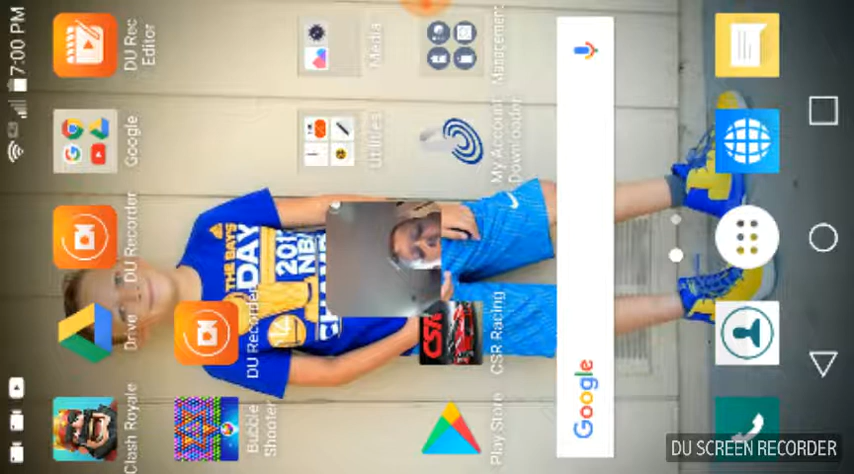 7:00 PM
Clash Royale
Drive
DU Recorder
Google
DU Rec
Editor
Bubble
Shooter
DU Recorder
THE BAY'S
DAY
NBA
Utilities
Media
Play Store
CSR
CSR Racing
My Account
Downloader
Management
Google
DU SCREEN RECORDER